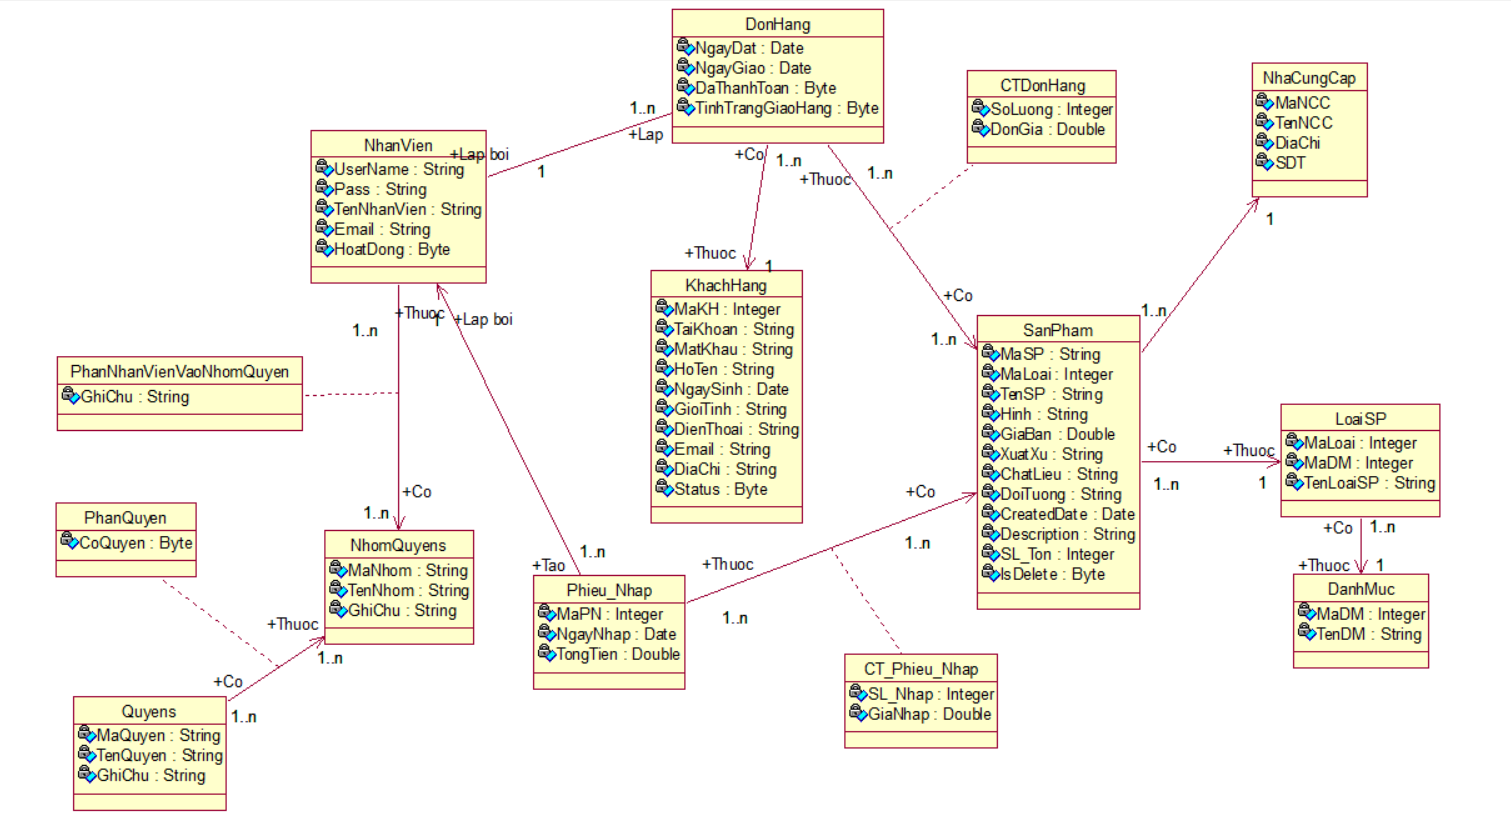 DonHang
NgayDat : Date
NgayGiao : Date
DaThanhToan : Byte
TinhTrangGiaoHang : Byte
CTDonHang
SoLuong : Integer
DonGia : Double
NhaCungCap
MaNCC
TenNCC
DiaChi
SDT
NhanVien
UserName : String
Pass : String
TenNhanVien : String
Email : String
HoatDong : Byte
1..n
+Lap
+Lap boi
1
+Co
1..n
+Thuoc
1..n
+Thuoc
1
+Co
1..n
1
1..n
KhachHang
MaKH : Integer
TaiKhoan : String
MatKhau : String
HoTen : String
NgaySinh : Date
GioiTinh : String
DienThoai : String
Email : String
DiaChi : String
Status : Byte
SanPham
MaSP : String
MaLoai : Integer
TenSP : String
Hinh : String
GiaBan : Double
XuatXu : String
ChatLieu : String
DoiTuong : String
CreatedDate : Date
Description : String
SL_Ton : Integer
IsDelete : Byte
+Thuoc
1..n
1
+Lap boi
PhanNhanVienVaoNhomQuyen
GhiChu : String
+Co
1..n
LoaiSP
MaLoai : Integer
MaDM : Integer
TenLoaiSP : String
+Co
1..n
+Thuoc
1
+Co
1..n
+Thuoc
1
DanhMuc
MaDM : Integer
TenDM : String
PhanQuyen
CoQuyen : Byte
NhomQuyens
MaNhom : String
TenNhom : String
GhiChu : String
+Thuoc
1..n
+Co
1..n
Quyens
MaQuyen : String
TenQuyen : String
GhiChu : String
+Tao
1..n
Phieu_Nhap
MaPN : Integer
NgayNhap : Date
TongTien : Double
+Thuoc
1..n
+Co
1..n
CT_Phieu_Nhap
SL_Nhap : Integer
GiaNhap : Double